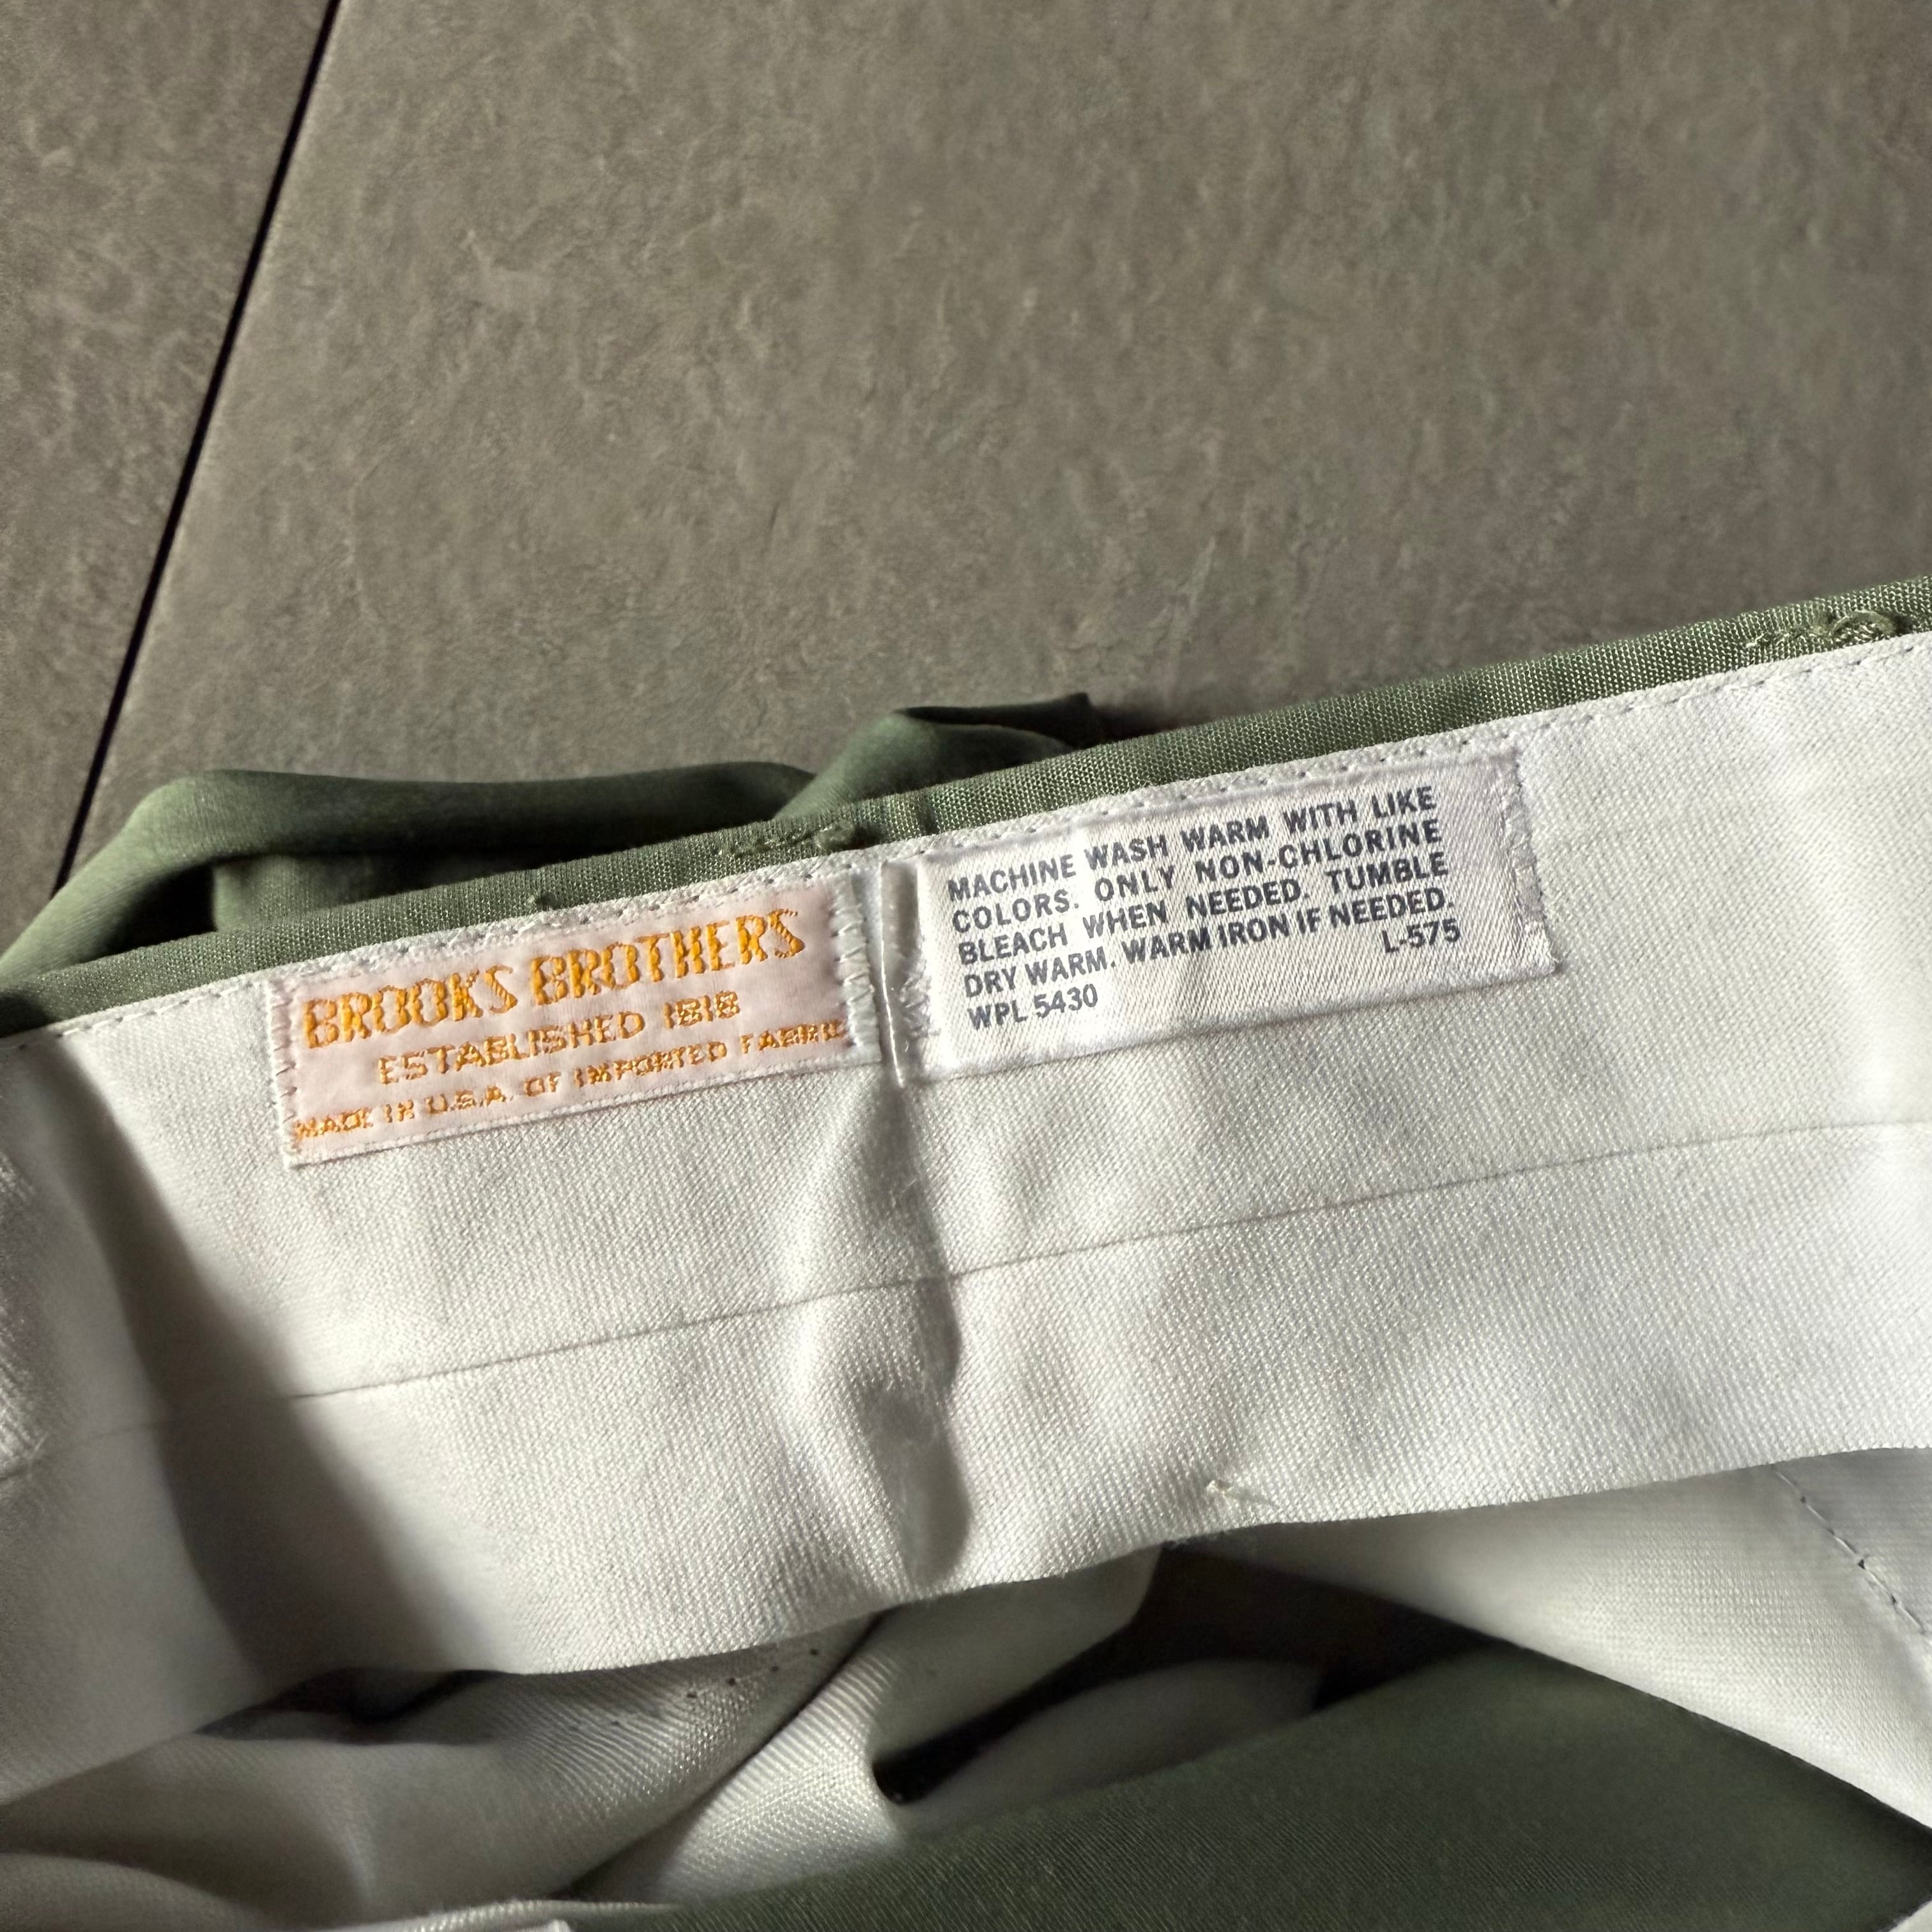 BROOKS BROTHERS
ESTABLISHED 1818
MADE IN U.S.A. OF IMPORTED FABRIC
MACHINE WASH WARM WITH LIKE
COLORS. ONLY NON-CHLORINE
BLEACH WHEN NEEDED. TUMBLE
DRY WARM. WARM IRON IF NEEDED.
L-575
WPL 5430